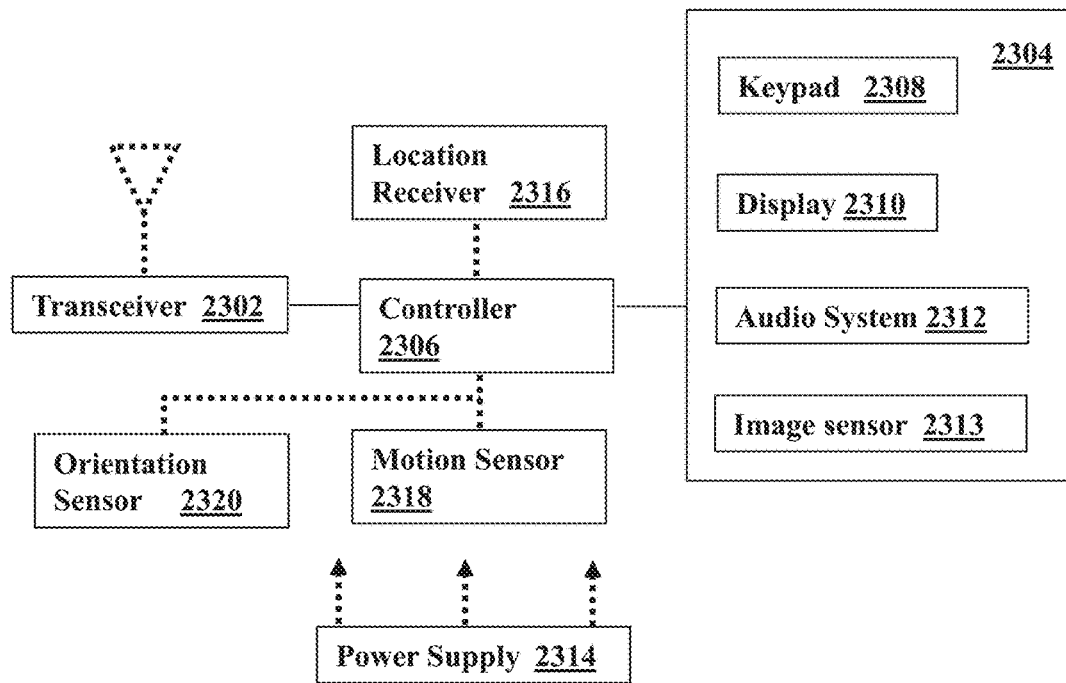 2304
Keypad 2308
Location
Receiver 2316
Display 2310
Transceiver 2302
Controller
2306
Audio System 2312
Image sensor 2313
Orientation
Sensor 2320
Motion Sensor
2318
Power Supply 2314